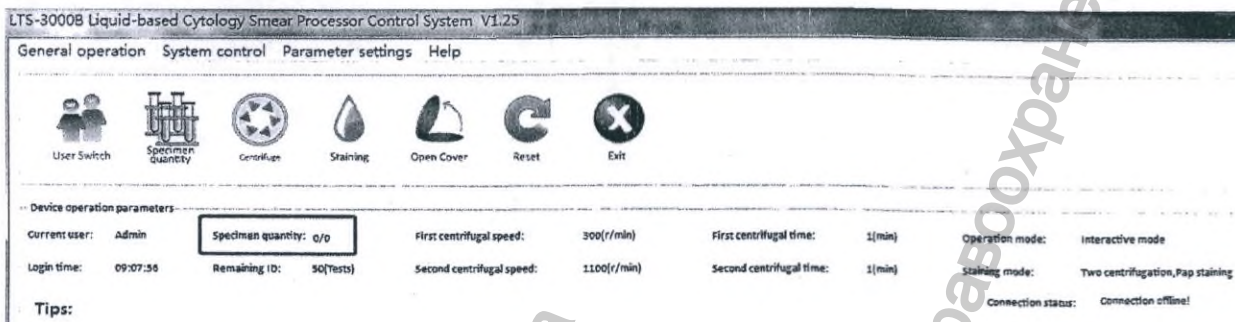 LTS-3000B Liquid-based Cytology Smear Processor Control System V1.25
General operation System control Parameter settings Help
User Switch
Specimen quantity
Centrifuge
Staining
Open Cover
Reset
Exit
Device operation parameters
Current user: Admin Specimen quantity: 0/0 First centrifugal speed: 300(r/min) First centrifugal time: 1(min) Operation mode: Interactive mode
Login time: 09:07:56 Remaining ID: 50(Tests) Second centrifugal speed: 1100(r/min) Second centrifugal time: 1(min) Staining mode: Two centrifugation,Pap staining
Connection status: Connection offline!
Tips: